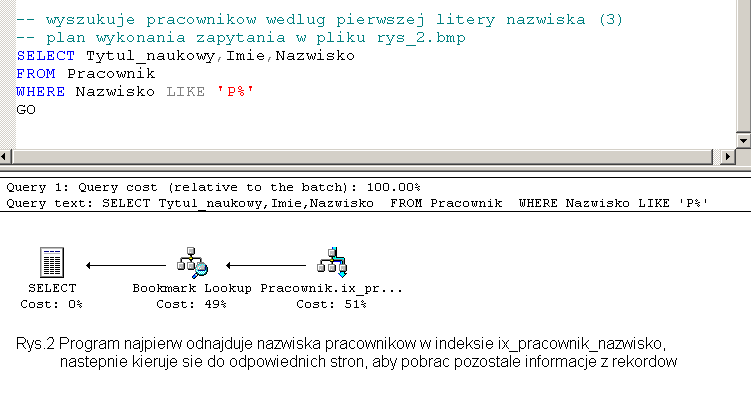 -- wyszukuje pracownikow wedlug pierwszej litery nazwiska (3)
-- plan wykonania zapytania w pliku rys_2.bmp
SELECT Tytul_naukowy,Imie,Nazwisko
FROM Pracownik
WHERE Nazwisko LIKE 'P%'
GO
Query 1: Query cost (relative to the batch): 100.00%
Query text: SELECT Tytul_naukowy,Imie,Nazwisko  FROM Pracownik  WHERE Nazwisko LIKE 'P%'
SELECT Bookmark Lookup Pracownik.ix_pr...
Cost: 0% Cost: 49% Cost: 51%
Rys.2 Program najpierw odnajduje nazwiska pracownikow w indeksie ix_pracownik_nazwisko,
nastepnie kieruje sie do odpowiednich stron, aby pobrac pozostale informacje z rekordow